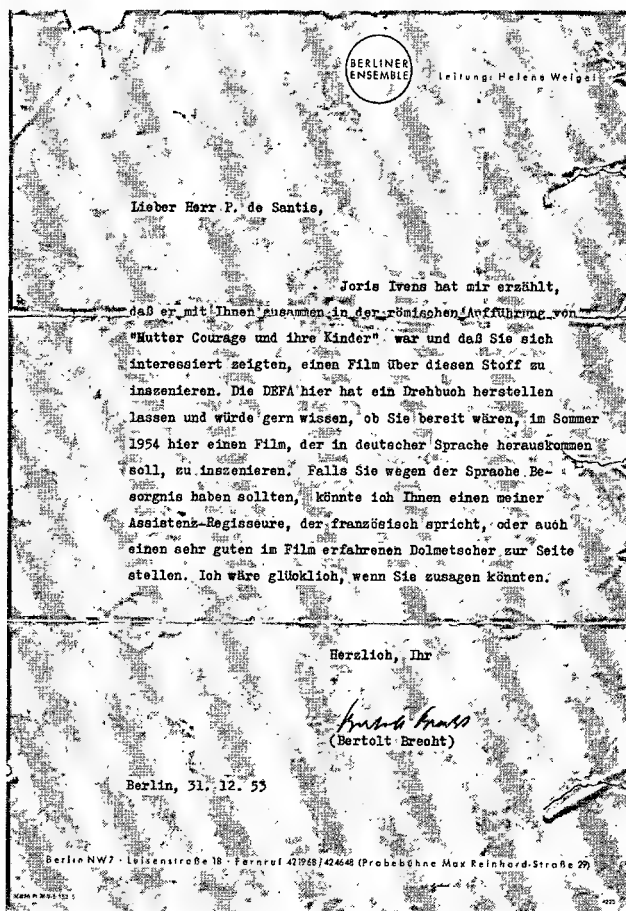 BERLINER
ENSEMBLE
Leitung: Helene Weigel
Lieber Herr P. de Santis,
Joris Ivens hat mir erzählt,
daß er mit Ihnen zusammen in der römischen Aufführung von
"Mutter Courage und ihre Kinder" war und daß Sie sich
interessiert zeigten, einen Film über diesen Stoff zu
inszenieren. Die DEFA hier hat ein Drehbuch herstellen
lassen und würde gern wissen, ob Sie bereit wären, im Sommer
1954 hier einen Film, der in deutscher Sprache herauskommen
soll, zu inszenieren. Falls Sie wegen der Sprache Be-
sorgnis haben sollten, könnte ich Ihnen einen meiner
Assistenz-Regisseure, der französisch spricht, oder auch
einen sehr guten im Film erfahrenen Dolmetscher zur Seite
stellen. Ich wäre glücklich, wenn Sie zusagen könnten.
Herzlich, Ihr
Bertolt Brecht
(Bertolt Brecht)
Berlin, 31. 12. 53
Berlin NW7 · Luisenstraße 18 · Fernruf 421968/424648 (Probebühne Max Reinhard-Straße 29)